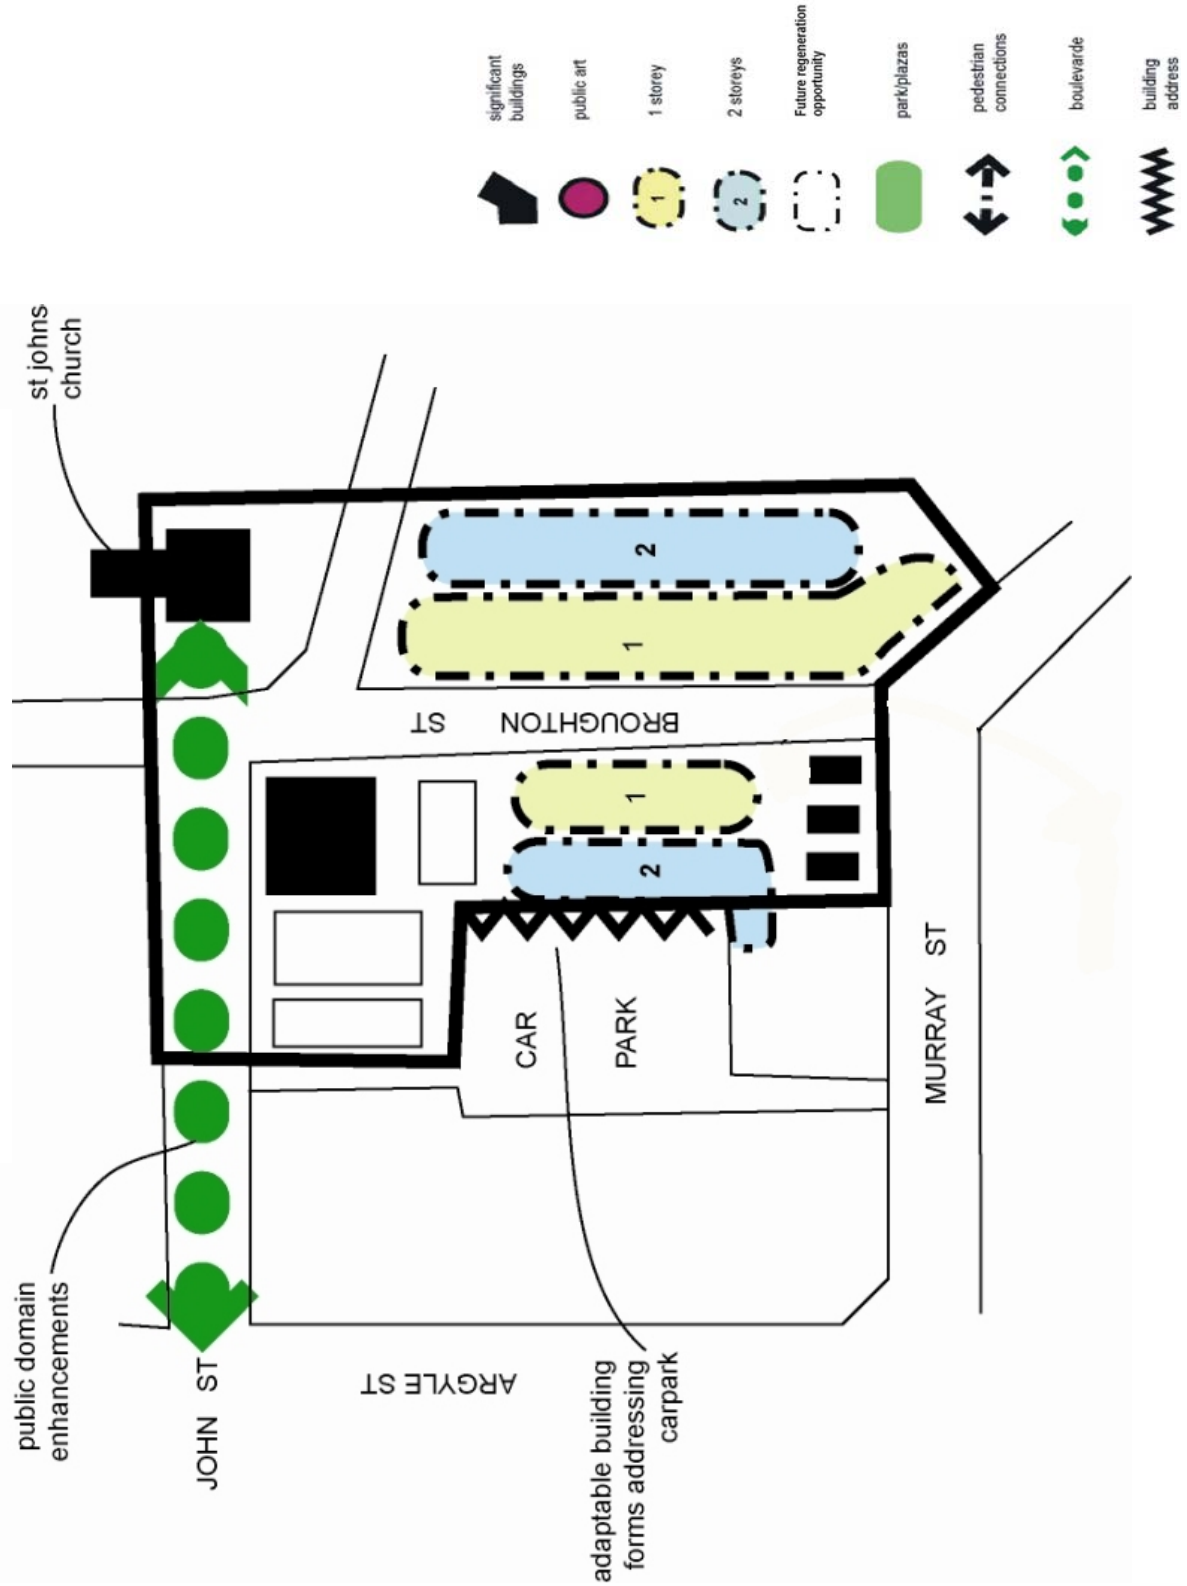 significant
buildings
public art
1 storey
2 storeys
Future regeneration
opportunity
park/plazas
pedestrian
connections
boulevarde
building
address
1
2
st johns
church
2
1
BROUGHTON ST
1
2
CAR
PARK
MURRAY ST
public domain
enhancements
JOHN ST
ARGYLE ST
adaptable building
forms addressing
carpark